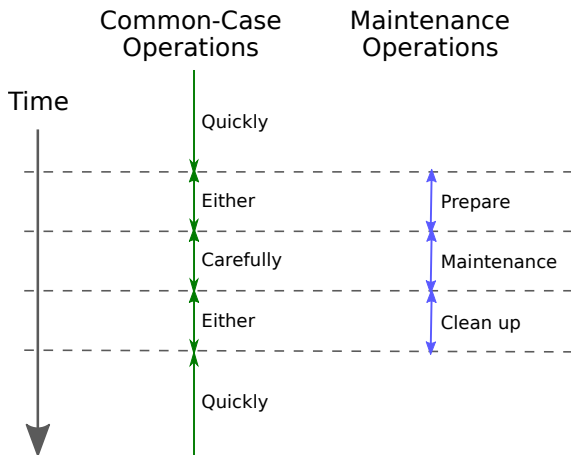 Common-Case
Operations
Maintenance
Operations
Time
Quickly
Either
Prepare
Carefully
Maintenance
Either
Clean up
Quickly